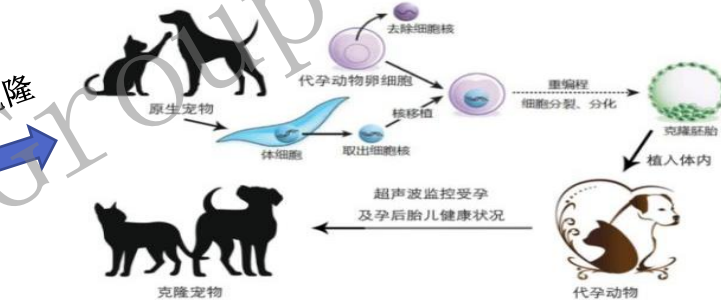 去除细胞核
代孕动物卵细胞
隆
原生宠物
核移植
重编程
细胞分裂、分化
体细胞
取出细胞核
克隆胚胎
植入体内
超声波监控受孕
及孕后胎儿健康状况
克隆宠物
代孕动物
Group